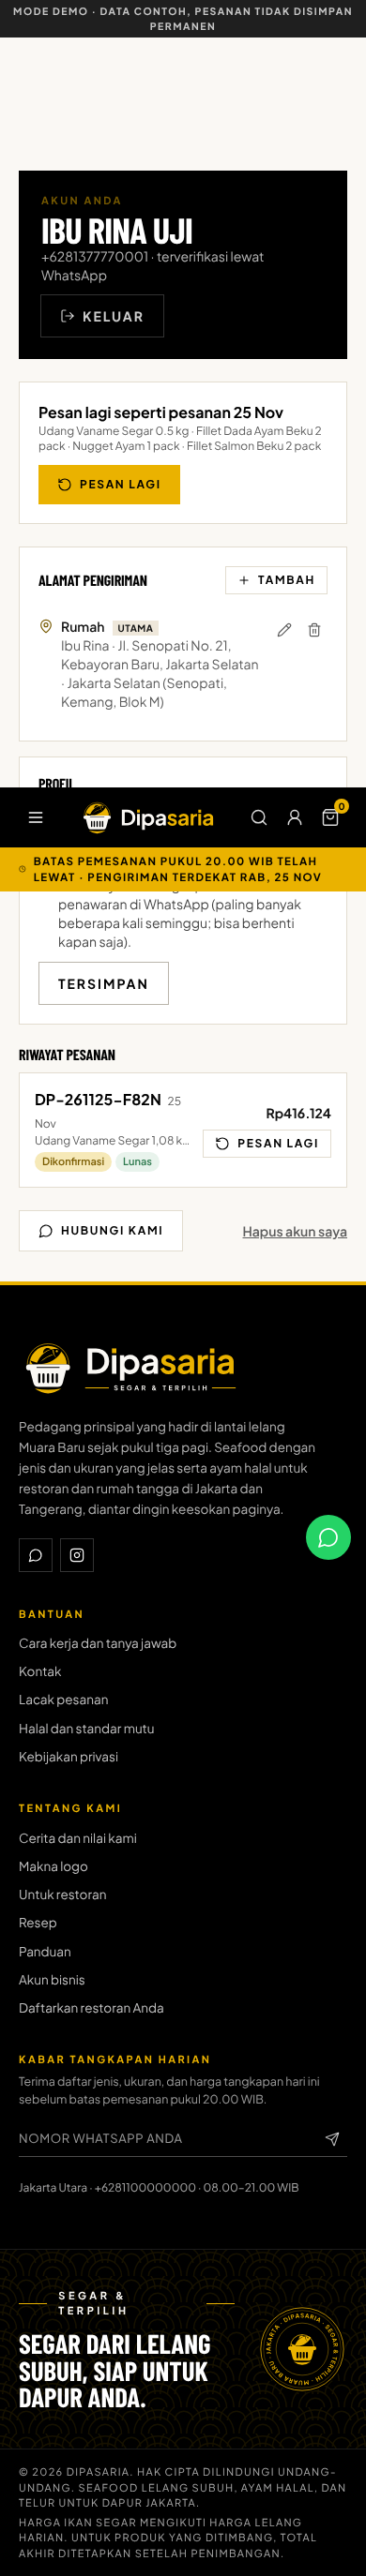 MODE DEMO · DATA CONTOH, PESANAN TIDAK DISIMPAN
PERMANEN
AKUN ANDA
IBU RINA UJI
+6281377770001 · terverifikasi lewat
WhatsApp
KELUAR
Pesan lagi seperti pesanan 25 Nov
Udang Vaname Segar 0.5 kg · Fillet Dada Ayam Beku 2
pack · Nugget Ayam 1 pack · Fillet Salmon Beku 2 pack
PESAN LAGI
ALAMAT PENGIRIMAN
TAMBAH
Rumah UTAMA
Ibu Rina · Jl. Senopati No. 21,
Kebayoran Baru, Jakarta Selatan
· Jakarta Selatan (Senopati,
Kemang, Blok M)
PROFIL
Dipasaria
0
BATAS PEMESANAN PUKUL 20.00 WIB TELAH
LEWAT · PENGIRIMAN TERDEKAT RAB, 25 NOV
penawaran di WhatsApp (paling banyak
beberapa kali seminggu; bisa berhenti
kapan saja).
TERSIMPAN
RIWAYAT PESANAN
DP-261125-F82N 25
Nov
Udang Vaname Segar 1,08 k...
Dikonfirmasi Lunas
Rp416.124
PESAN LAGI
HUBUNGI KAMI
Hapus akun saya
Dipasaria
SEGAR & TERPILIH
Pedagang prinsipal yang hadir di lantai lelang
Muara Baru sejak pukul tiga pagi. Seafood dengan
jenis dan ukuran yang jelas serta ayam halal untuk
restoran dan rumah tangga di Jakarta dan
Tangerang, diantar dingin keesokan paginya.
BANTUAN
Cara kerja dan tanya jawab
Kontak
Lacak pesanan
Halal dan standar mutu
Kebijakan privasi
TENTANG KAMI
Cerita dan nilai kami
Makna logo
Untuk restoran
Resep
Panduan
Akun bisnis
Daftarkan restoran Anda
KABAR TANGKAPAN HARIAN
Terima daftar jenis, ukuran, dan harga tangkapan hari ini
sebelum batas pemesanan pukul 20.00 WIB.
NOMOR WHATSAPP ANDA
Jakarta Utara · +6281100000000 · 08.00–21.00 WIB
SEGAR &
TERPILIH
SEGAR DARI LELANG
SUBUH, SIAP UNTUK
DAPUR ANDA.
DIPASARIA · SEGAR & TERPILIH · MUARA BARU · JAKARTA ·
© 2026 DIPASARIA. HAK CIPTA DILINDUNGI UNDANG-
UNDANG. SEAFOOD LELANG SUBUH, AYAM HALAL, DAN
TELUR UNTUK DAPUR JAKARTA.
HARGA IKAN SEGAR MENGIKUTI HARGA LELANG
HARIAN. UNTUK PRODUK YANG DITIMBANG, TOTAL
AKHIR DITETAPKAN SETELAH PENIMBANGAN.